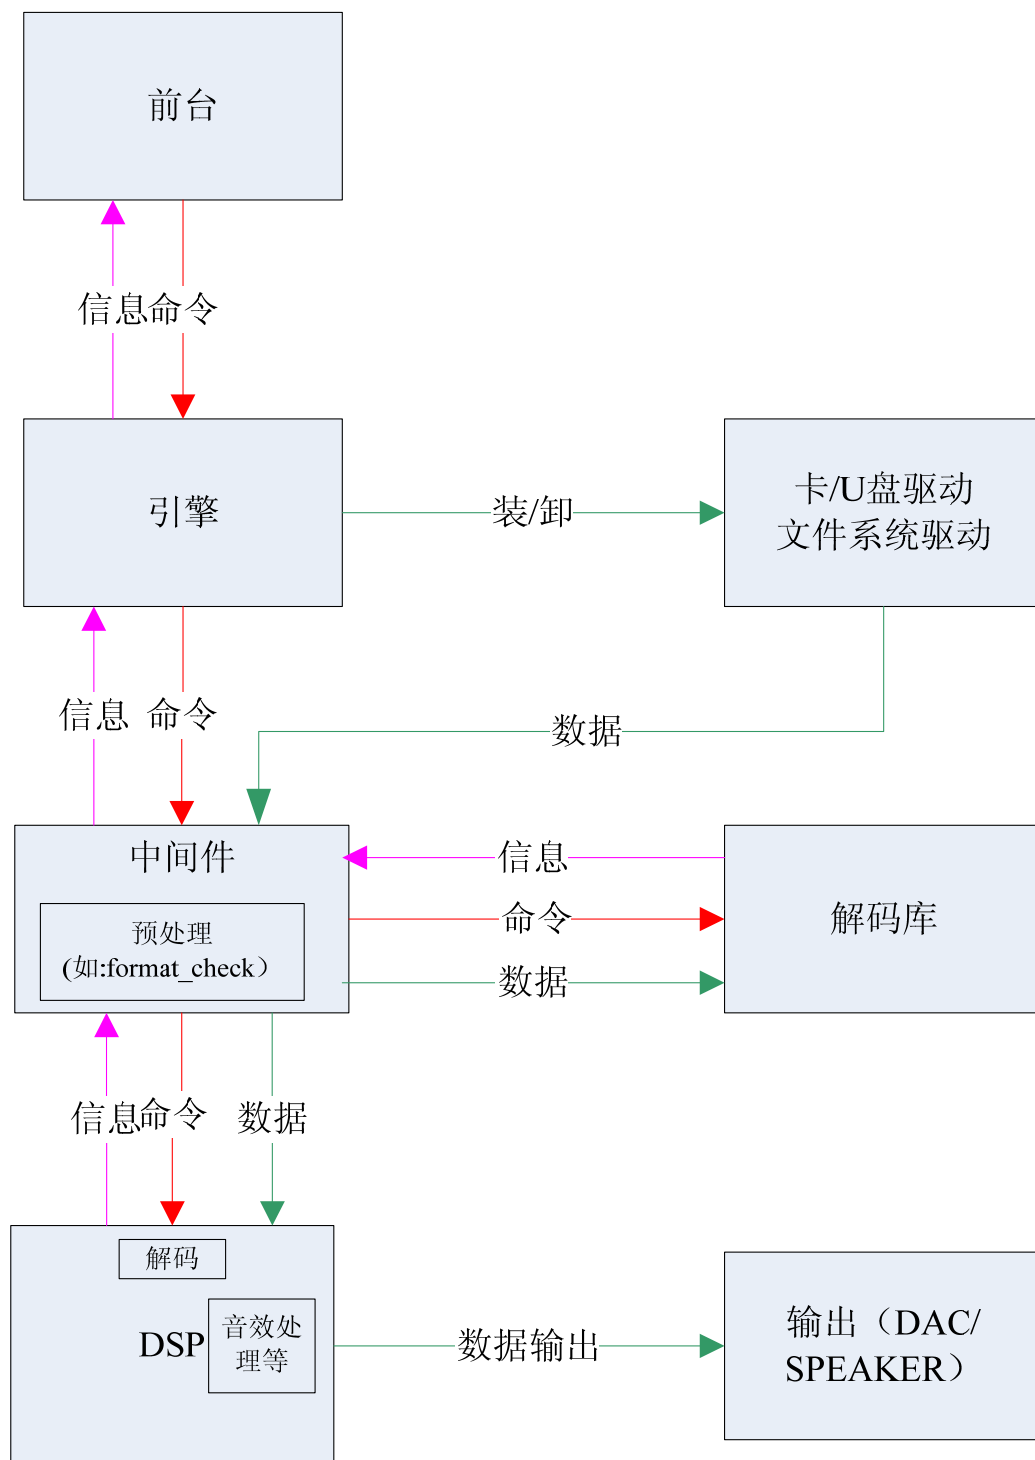 前台
信息
命令
引擎
装/卸
卡/U盘驱动
文件系统驱动
信息
命令
数据
中间件
预处理
(如:format_check）
信息
命令
数据
解码库
信息
命令
数据
解码
DSP
音效处
理等
数据输出
输出（DAC/
SPEAKER）